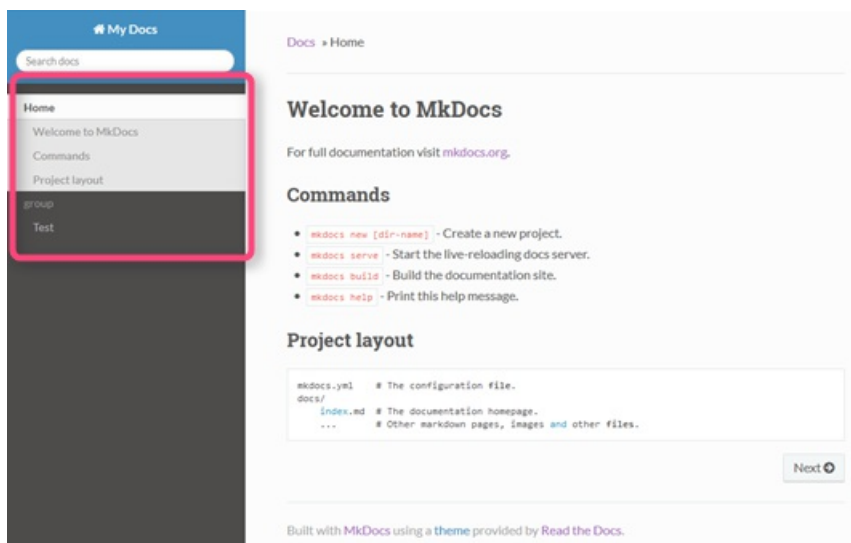 My Docs
Search docs
Home
Welcome to MkDocs
Commands
Project layout
group
Test
Docs » Home
Welcome to MkDocs
For full documentation visit mkdocs.org.
Commands
mkdocs new [dir-name] - Create a new project.
mkdocs serve - Start the live-reloading docs server.
mkdocs build - Build the documentation site.
mkdocs help - Print this help message.
Project layout
mkdocs.yml # The configuration file.
docs/
index.md # The documentation homepage.
... # Other markdown pages, images and other files.
Next
Built with MkDocs using a theme provided by Read the Docs.